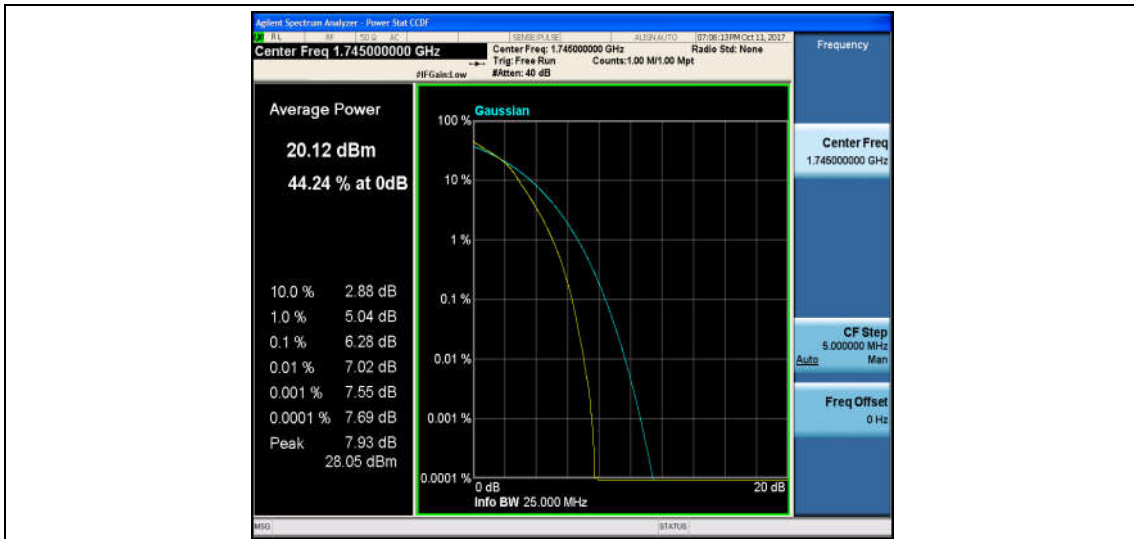 Agilent Spectrum Analyzer - Power Stat CCDF
RL RF 50 Ω AC SENSE:PULSE ALIGNAUTO 07:06:13PM Oct 11, 2017
Center Freq 1.745000000 GHz
Center Freq: 1.745000000 GHz Radio Std: None
Trig: Free Run Counts:1.00 M/1.00 Mpt
#IFGain:Low #Atten: 40 dB
Frequency
Average Power
20.12 dBm
44.24 % at 0dB
10.0 % 2.88 dB
1.0 % 5.04 dB
0.1 % 6.28 dB
0.01 % 7.02 dB
0.001 % 7.55 dB
0.0001 % 7.69 dB
Peak 7.93 dB
28.05 dBm
Gaussian
100 %
10 %
1 %
0.1 %
0.01 %
0.001 %
0.0001 %
0 dB 20 dB
Info BW 25.000 MHz
Center Freq
1.745000000 GHz
CF Step
5.000000 MHz
Auto Man
Freq Offset
0 Hz
MSG STATUS